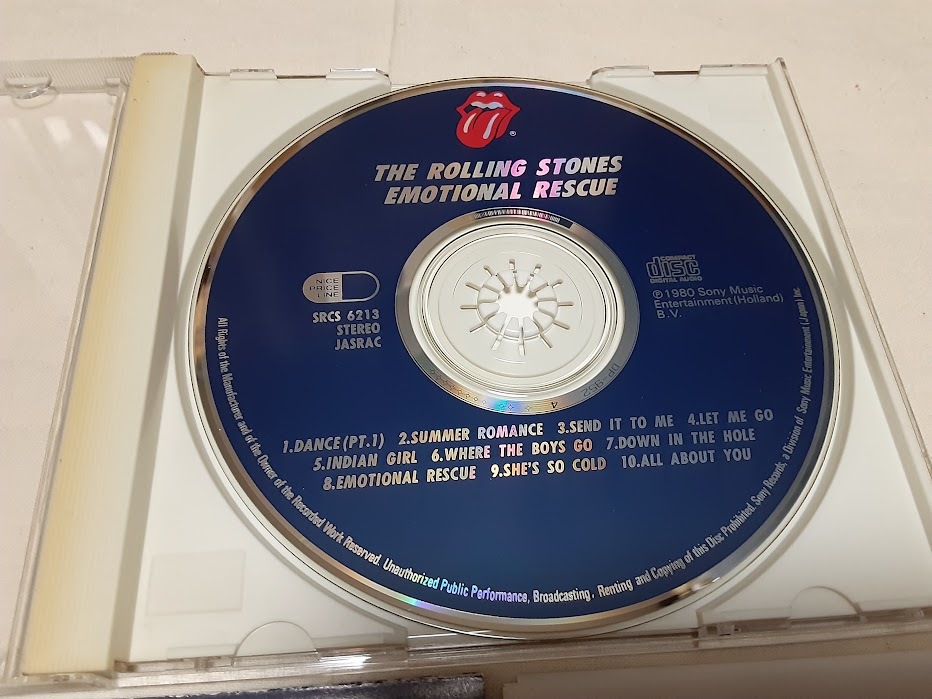 ®
THE ROLLING STONES
EMOTIONAL RESCUE
NICE
PRICE
LINE
SRCS 6213
STEREO
JASRAC
COMPACT
disc
DIGITAL AUDIO
℗1980 Sony Music
Entertainment(Holland)
B.V.
1.DANCE(PT.1) 2.SUMMER ROMANCE 3.SEND IT TO ME 4.LET ME GO
5.INDIAN GIRL 6.WHERE THE BOYS GO 7.DOWN IN THE HOLE
8.EMOTIONAL RESCUE 9.SHE'S SO COLD 10.ALL ABOUT YOU
All Rights of the Manufacturer and of the Owner of the Recorded Work Reserved. Unauthorized Public Performance, Broadcasting, Renting and Copying of this Disc Prohibited. Sony Records, a Division of Sony Music Entertainment (Japan) Inc.